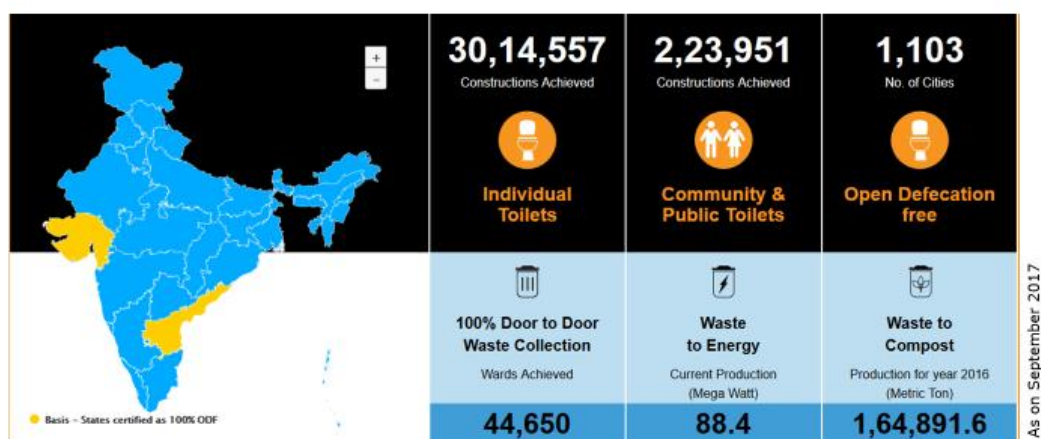 +
−
30,14,557
Constructions Achieved
Individual
Toilets
2,23,951
Constructions Achieved
Community &
Public Toilets
1,103
No. of Cities
Open Defecation
free
100% Door to Door
Waste Collection
Wards Achieved
44,650
Waste
to Energy
Current Production
(Mega Watt)
88.4
Waste to
Compost
Production for year 2016
(Metric Ton)
1,64,891.6
Basis – States certified as 100% ODF
As on September 2017